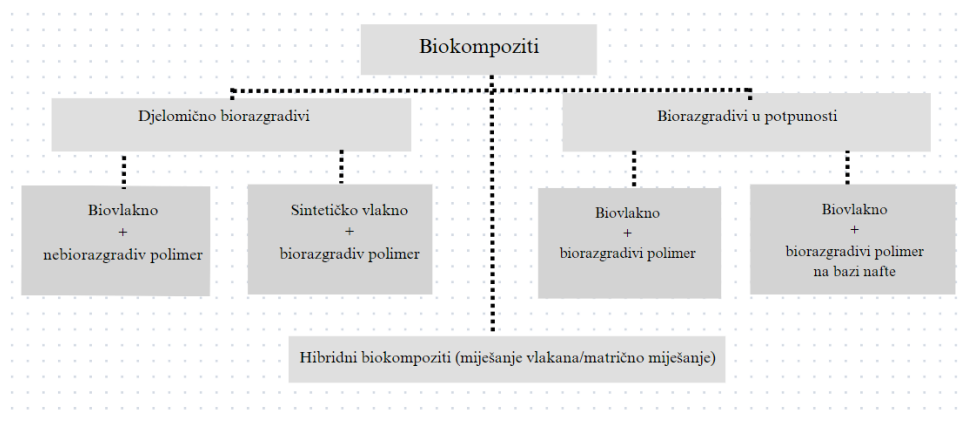 Biokompoziti
Djelomično biorazgradivi
Biorazgradivi u potpunosti
Biovlakno
+
nebiorazgradiv polimer
Sintetičko vlakno
+
biorazgradiv polimer
Biovlakno
+
biorazgradivi polimer
Biovlakno
+
biorazgradivi polimer
na bazi nafte
Hibridni biokompoziti (miješanje vlakana/matrično miješanje)